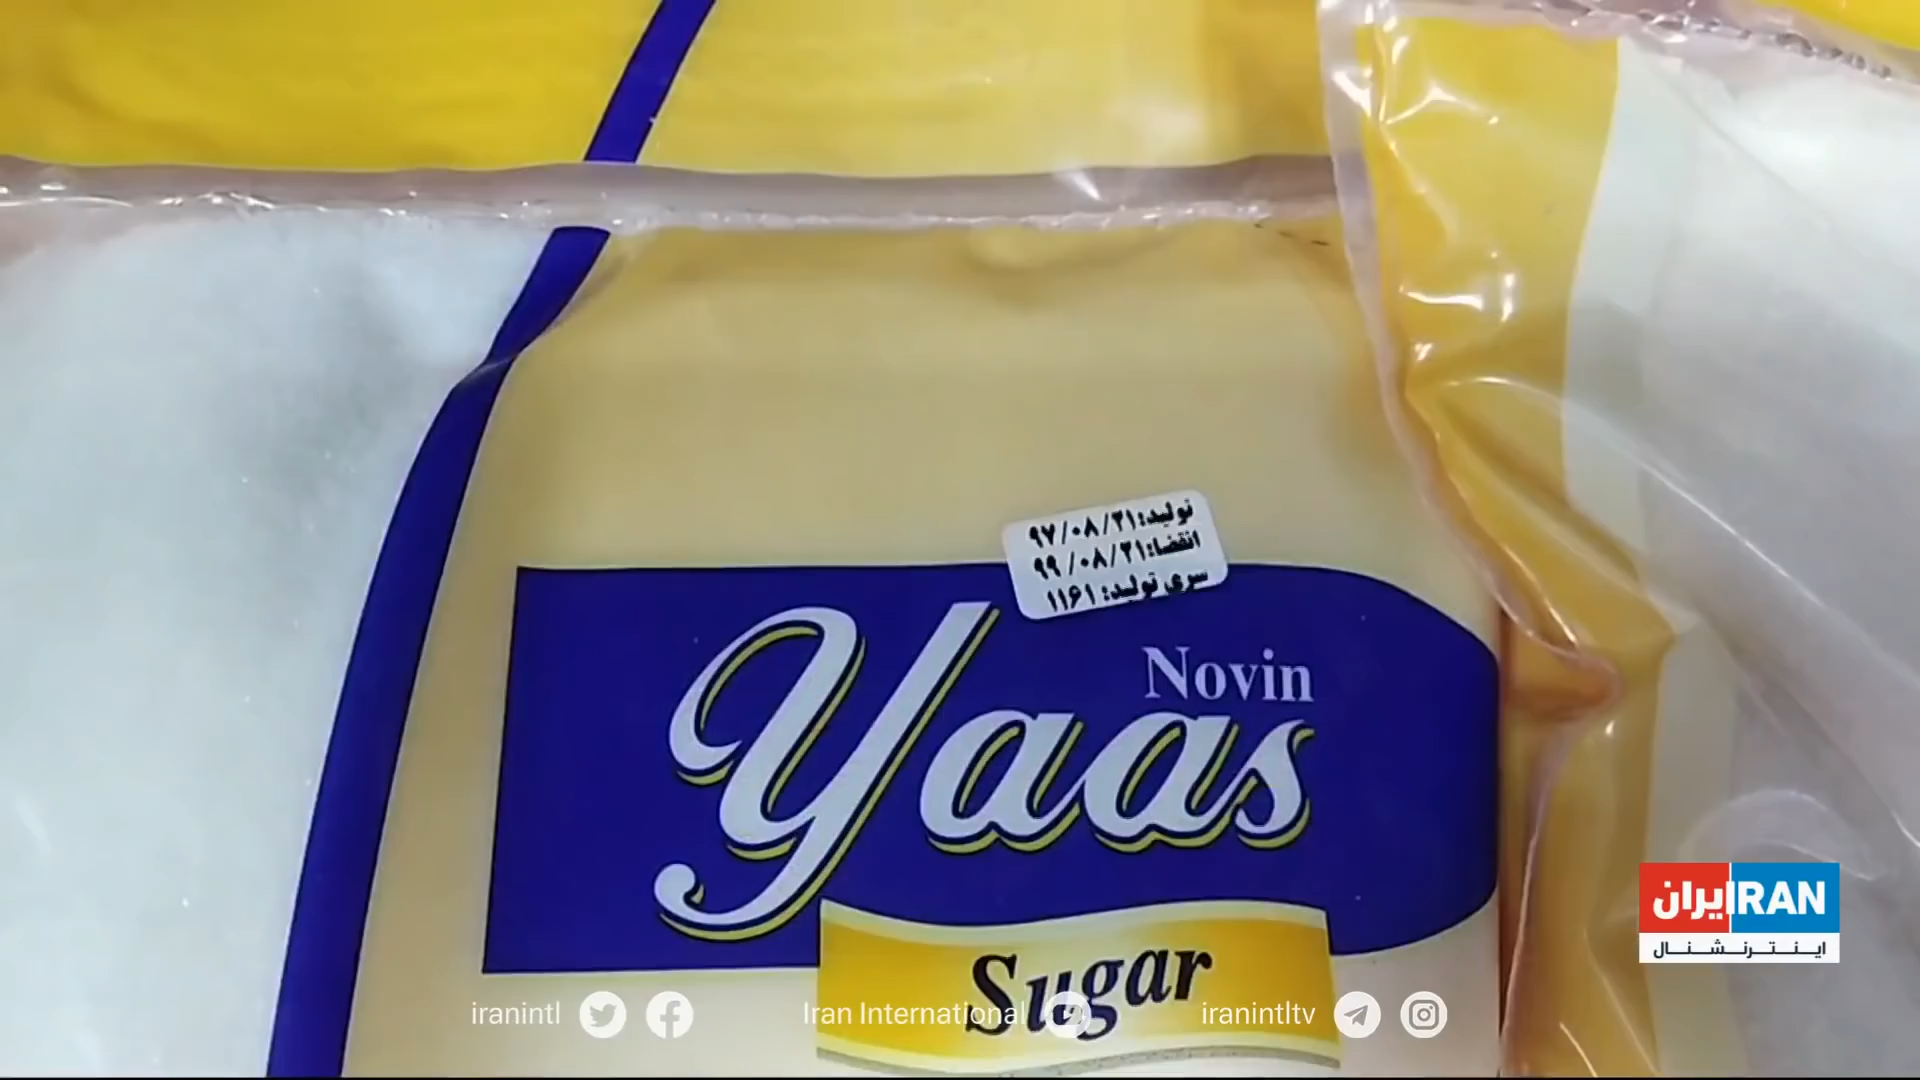 تولید:۹۷/۰۸/۲۱
انقضا:۹۹/۰۸/۲۱
سری تولید: ۱۱۶۱
Novin
Yaas
Sugar
ایران IRAN
اینترنشنال
iranintl
Iran International
iranintltv